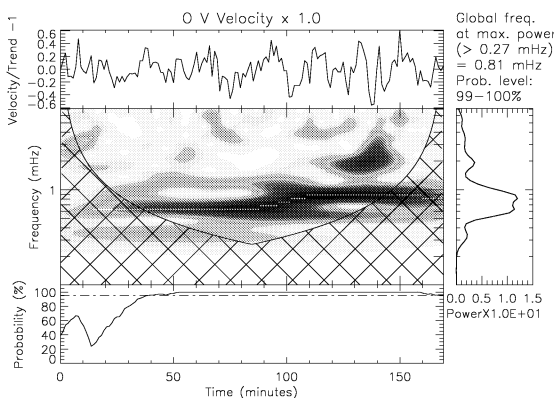 O V Velocity x 1.0
Global freq.
at max. power
(> 0.27 mHz)
= 0.81 mHz
Prob. level:
99−100%
Velocity/Trend −1
0.6
0.4
0.2
0.0
−0.2
−0.4
−0.6
Frequency (mHz)
1
Probability (%)
100
80
60
40
20
0
0 50 100 150
Time (minutes)
0.0 0.5 1.0 1.5
PowerX1.0E+01